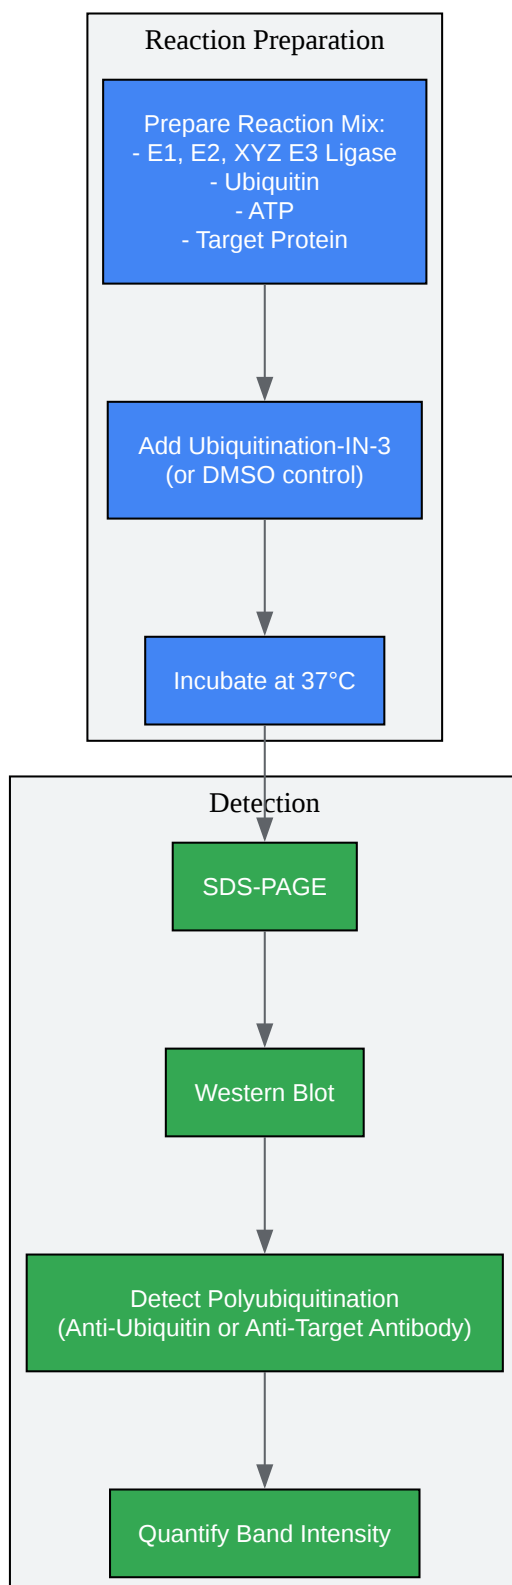 Reaction Preparation
Prepare Reaction Mix:
- E1, E2, XYZ E3 Ligase
- Ubiquitin
- ATP
- Target Protein
Add Ubiquitination-IN-3
(or DMSO control)
Incubate at 37°C
Detection
SDS-PAGE
Western Blot
Detect Polyubiquitination
(Anti-Ubiquitin or Anti-Target Antibody)
Quantify Band Intensity